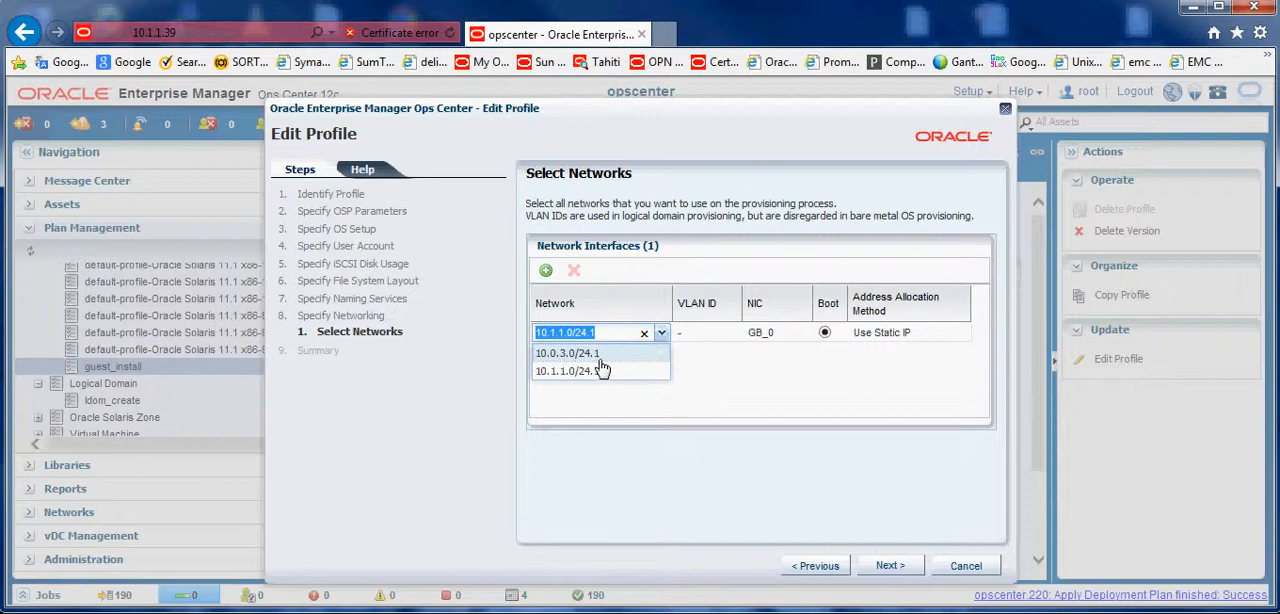 10.1.1.39
Certificate error
opscenter - Oracle Enterpris...
Goog...
Google
Sear...
SORT...
Syma...
SumT...
deli...
My O...
Sun ...
Tahiti
OPN ...
Cert...
Orac...
Prom...
Comp...
Gant...
Goog...
Unix...
emc ...
EMC ...
ORACLE Enterprise Manager Ops Center 12c
opscenter
Setup
Help
root
Logout
0
3
0
0
All Assets
Navigation
Message Center
Assets
Plan Management
default-profile-Oracle Solaris 11.1 x86-
default-profile-Oracle Solaris 11.1 x86-
default-profile-Oracle Solaris 11.1 x86-
default-profile-Oracle Solaris 11.1 x86-
default-profile-Oracle Solaris 11.1 x86-
default-profile-Oracle Solaris 11.1 x86-9
guest_install
Logical Domain
ldom_create
Oracle Solaris Zone
Virtual Machine
Libraries
Reports
Networks
vDC Management
Administration
Oracle Enterprise Manager Ops Center - Edit Profile
Edit Profile
ORACLE
Steps
Help
1. Identify Profile
2. Specify OSP Parameters
3. Specify OS Setup
4. Specify User Account
5. Specify iSCSI Disk Usage
6. Specify File System Layout
7. Specify Naming Services
8. Specify Networking
1. Select Networks
9. Summary
Select Networks
Select all networks that you want to use on the provisioning process.
VLAN IDs are used in logical domain provisioning, but are disregarded in bare metal OS provisioning.
Network Interfaces (1)
Network
VLAN ID
NIC
Boot
Address Allocation
Method
10.1.1.0/24.1
-
GB_0
Use Static IP
10.0.3.0/24.1
10.1.1.0/24.1
< Previous
Next >
Cancel
Actions
Operate
Delete Profile
Delete Version
Organize
Copy Profile
Update
Edit Profile
Jobs
190
0
0
0
0
0
4
190
opscenter.220: Apply Deployment Plan finished: Success